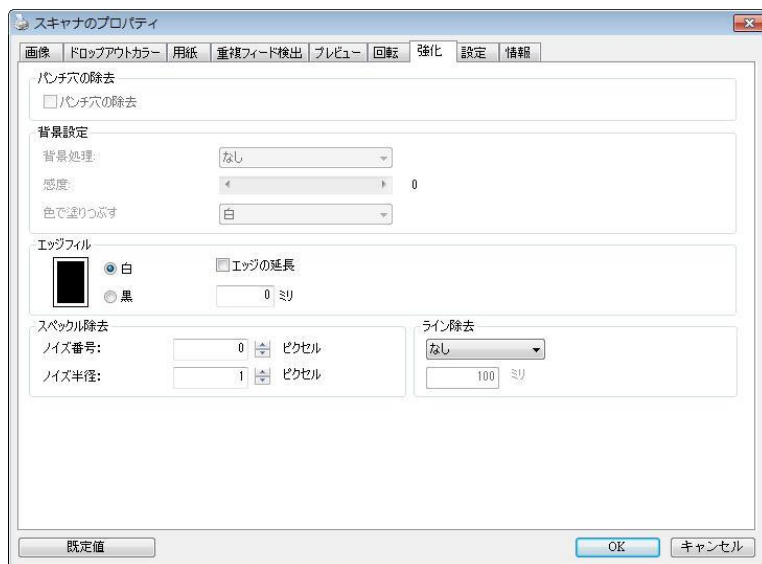 スキャナのプロパティ
画像 ドロップアウトカラー 用紙 重複フィード検出 プレビュー 回転 強化 設定 情報
パンチ穴の除去
パンチ穴の除去
背景設定
背景処理: なし
感度: 0
色で塗りつぶす 白
エッジフィル
白 エッジの延長
黒 0 ミリ
スペックル除去 ライン除去
ノイズ番号: 0 ピクセル なし
ノイズ半径: 1 ピクセル 100 ミリ
既定値 OK キャンセル